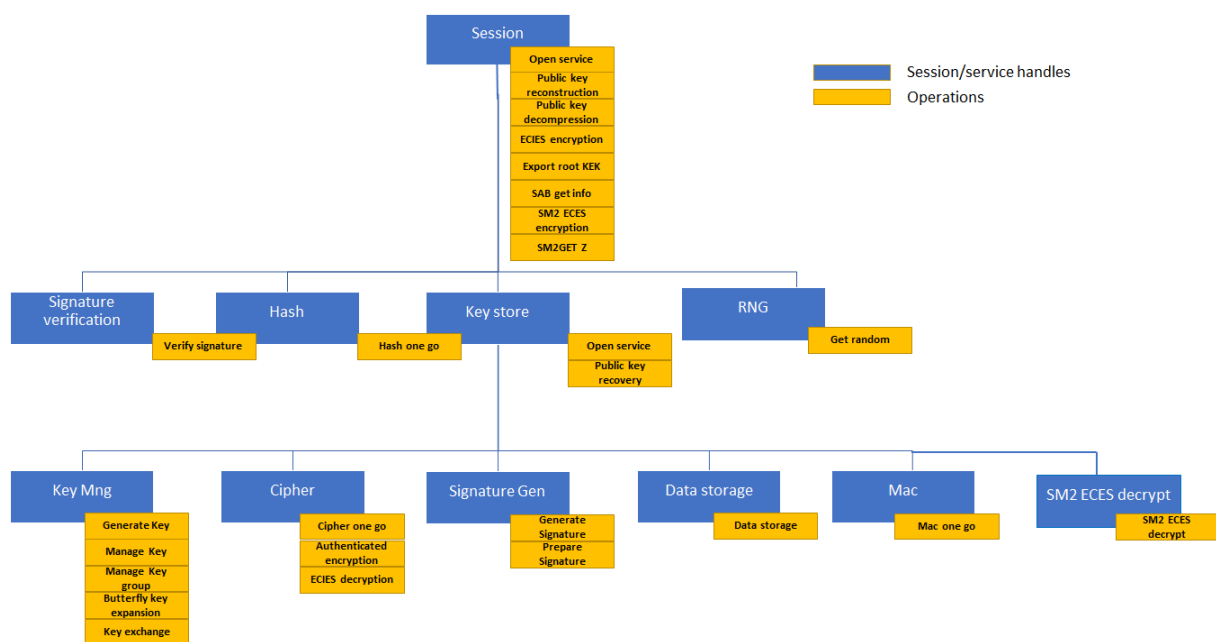 Session
Open service
Public key
reconstruction
Public key
decompression
ECIES encryption
Export root KEK
SAB get info
SM2 ECES
encryption
SM2GET Z
Session/service handles
Operations
Signature
verification
Verify signature
Hash
Hash one go
Key store
Open service
Public key
recovery
RNG
Get random
Key Mng
Generate Key
Manage Key
Manage Key
group
Butterfly key
expansion
Key exchange
Cipher
Cipher one go
Authenticated
encryption
ECIES decryption
Signature Gen
Generate
Signature
Prepare
Signature
Data storage
Data storage
Mac
Mac one go
SM2 ECES decrypt
SM2 ECES
decrypt